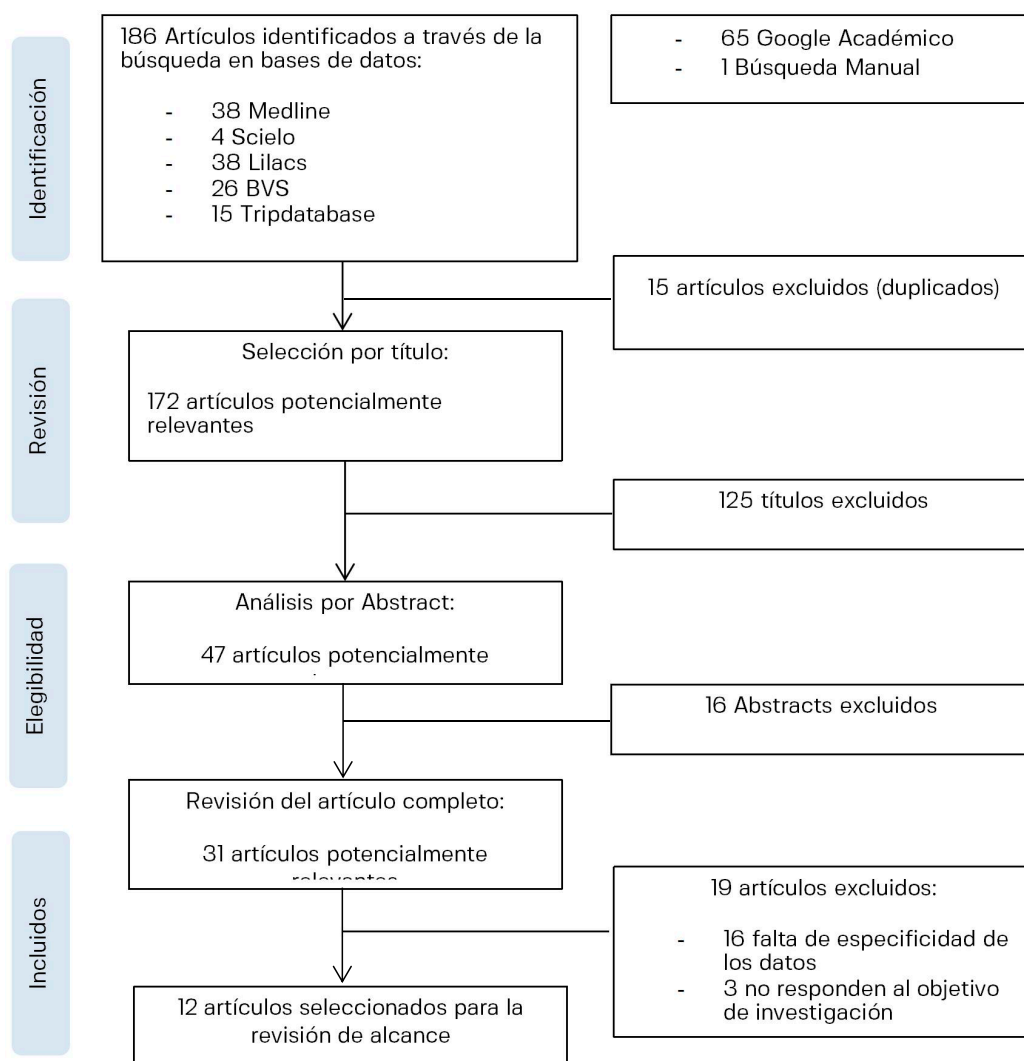 Identificación
186 Artículos identificados a través de la
búsqueda en bases de datos:
- 38 Medline
- 4 Scielo
- 38 Lilacs
- 26 BVS
- 15 Tripdatabase
- 65 Google Académico
- 1 Búsqueda Manual
15 artículos excluidos (duplicados)
Revisión
Selección por título:
172 artículos potencialmente
relevantes
125 títulos excluidos
Elegibilidad
Análisis por Abstract:
47 artículos potencialmente
16 Abstracts excluidos
Revisión del artículo completo:
31 artículos potencialmente
relevantes
Incluidos
19 artículos excluidos:
- 16 falta de especificidad de
los datos
- 3 no responden al objetivo
de investigación
12 artículos seleccionados para la
revisión de alcance